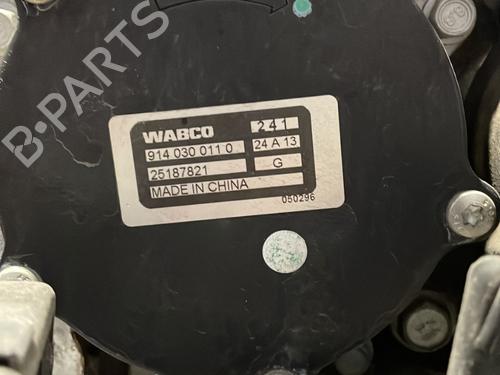 B-PARTS
WABCO 241
914 030 011 0 24 A 13
25187821 G
MADE IN CHINA
050296